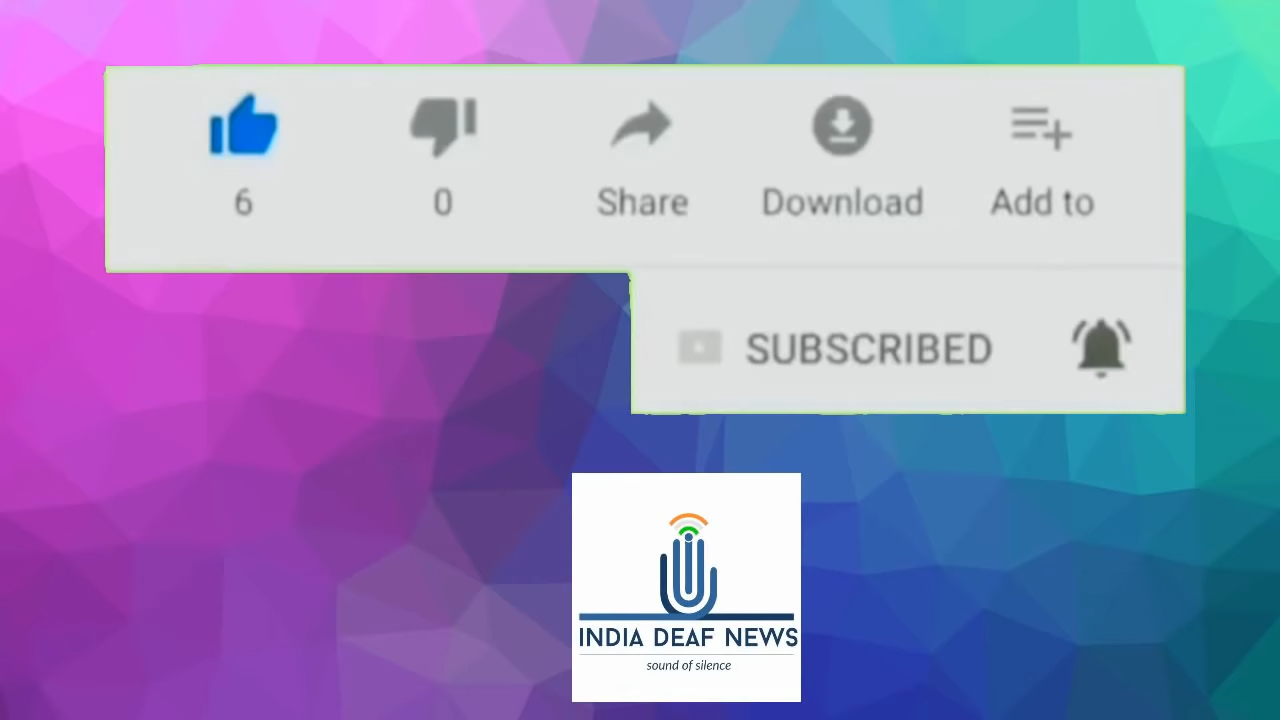 6 0 Share Download Add to
SUBSCRIBED
INDIA DEAF NEWS
sound of silence